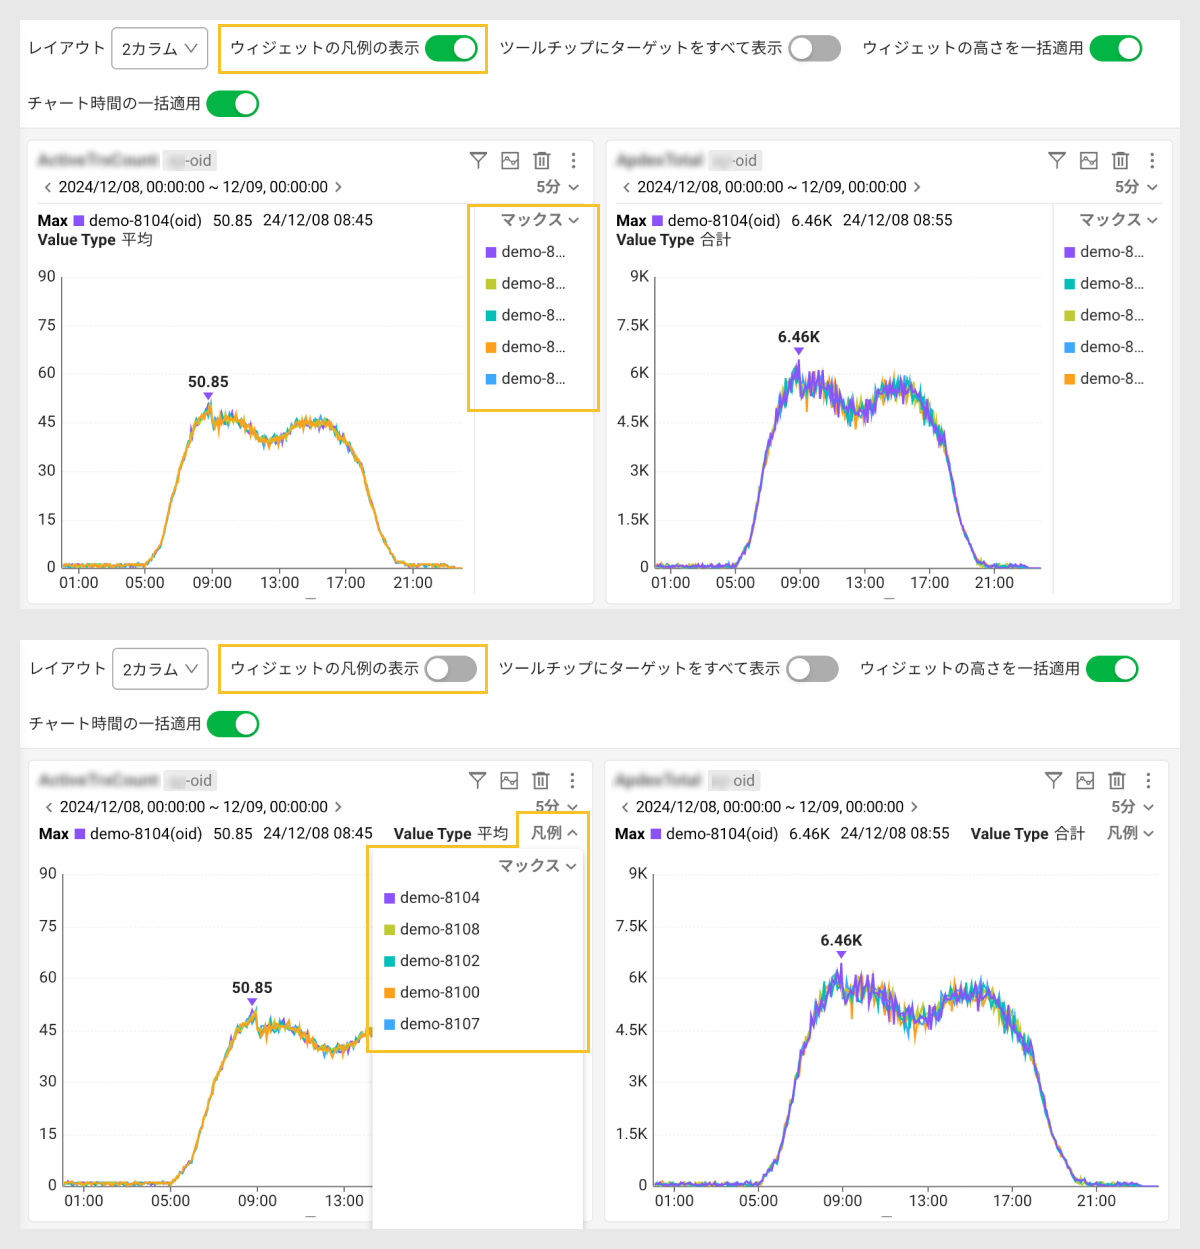 レイアウト 2カラム ウィジェットの凡例の表示 ツールチップにターゲットをすべて表示 ウィジェットの高さを一括適用
チャート時間の一括適用
-oid
2024/12/08, 00:00:00 ~ 12/09, 00:00:00 5分
Max demo-8104(oid) 50.85 24/12/08 08:45
Value Type 平均
マックス
demo-8...
demo-8...
demo-8...
demo-8...
demo-8...
90
75
60
45
30
15
0
50.85
01:00 05:00 09:00 13:00 17:00 21:00
-oid
2024/12/08, 00:00:00 ~ 12/09, 00:00:00 5分
Max demo-8104(oid) 6.46K 24/12/08 08:55
Value Type 合計
マックス
demo-8...
demo-8...
demo-8...
demo-8...
demo-8...
9K
7.5K
6K
4.5K
3K
1.5K
0
6.46K
01:00 05:00 09:00 13:00 17:00 21:00
レイアウト 2カラム ウィジェットの凡例の表示 ツールチップにターゲットをすべて表示 ウィジェットの高さを一括適用
チャート時間の一括適用
-oid
2024/12/08, 00:00:00 ~ 12/09, 00:00:00 5分
Max demo-8104(oid) 50.85 24/12/08 08:45 Value Type 平均 凡例
マックス
demo-8104
demo-8108
demo-8102
demo-8100
demo-8107
90
75
60
45
30
15
0
50.85
01:00 05:00 09:00 13:00
oid
2024/12/08, 00:00:00 ~ 12/09, 00:00:00 5分
Max demo-8104(oid) 6.46K 24/12/08 08:55 Value Type 合計 凡例
9K
7.5K
6K
4.5K
3K
1.5K
0
6.46K
01:00 05:00 09:00 13:00 17:00 21:00